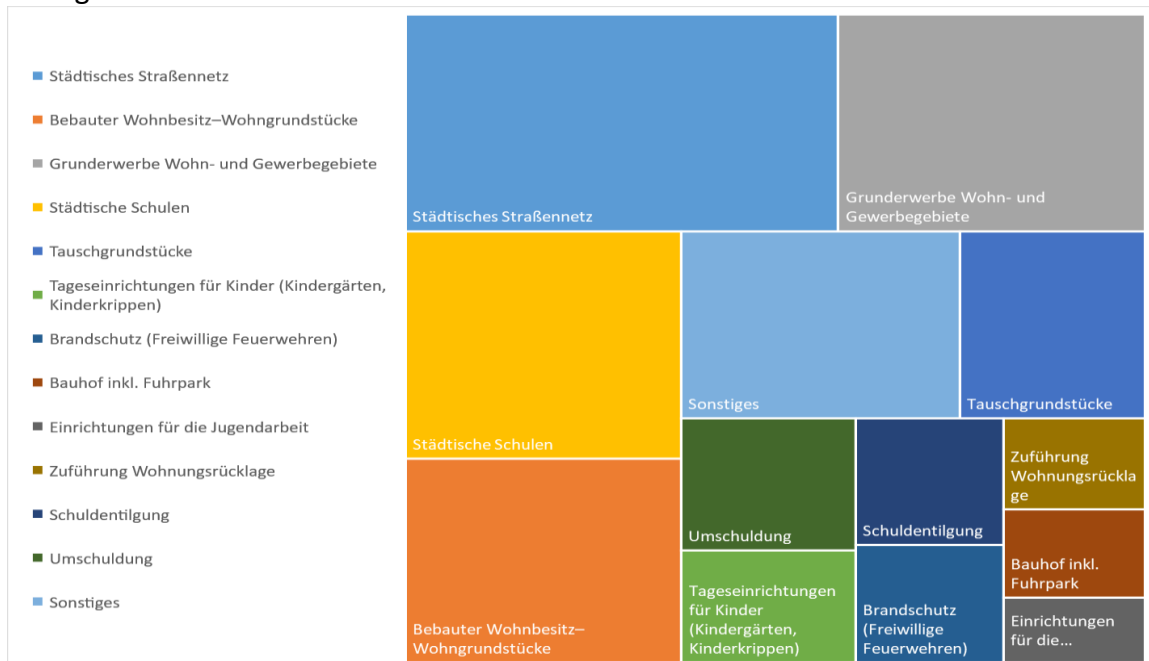 Städtisches Straßennetz
Bebauter Wohnbesitz–Wohngrundstücke
Grunderwerbe Wohn- und Gewerbegebiete
Städtische Schulen
Tauschgrundstücke
Tageseinrichtungen für Kinder (Kindergärten,
Kinderkrippen)
Brandschutz (Freiwillige Feuerwehren)
Bauhof inkl. Fuhrpark
Einrichtungen für die Jugendarbeit
Zuführung Wohnungsrücklage
Schuldentilgung
Umschuldung
Sonstiges
Städtisches Straßennetz
Grunderwerbe Wohn- und
Gewerbegebiete
Städtische Schulen
Sonstiges
Tauschgrundstücke
Bebauter Wohnbesitz–
Wohngrundstücke
Umschuldung
Schuldentilgung
Zuführung
Wohnungsrückla
ge
Bauhof inkl.
Fuhrpark
Tageseinrichtungen
für Kinder
(Kindergärten,
Kinderkrippen)
Brandschutz
(Freiwillige
Feuerwehren)
Einrichtungen
für die...